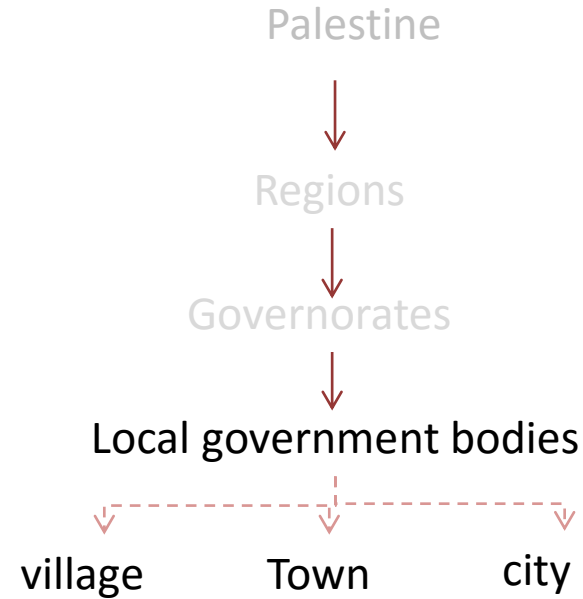 Palestine
Regions
Governorates
Local government bodies
village Town city